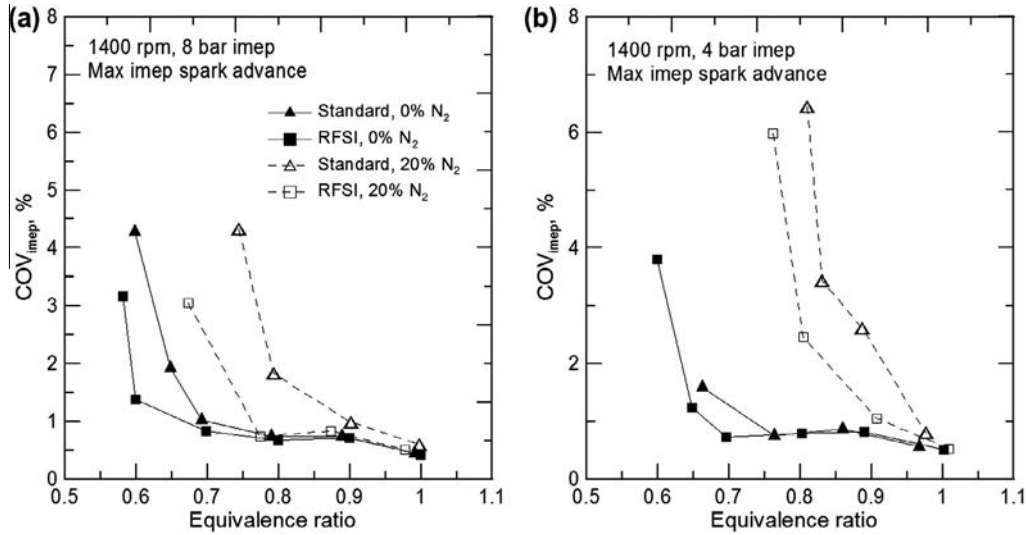 (a)
1400 rpm, 8 bar imep
Max imep spark advance
Standard, 0% N₂
RFSI, 0% N₂
Standard, 20% N₂
RFSI, 20% N₂
COV_imep, %
8
7
6
5
4
3
2
1
0
0.5 0.6 0.7 0.8 0.9 1 1.1
Equivalence ratio
(b)
1400 rpm, 4 bar imep
Max imep spark advance
COV_imep, %
8
6
4
2
0
0.5 0.6 0.7 0.8 0.9 1 1.1
Equivalence ratio